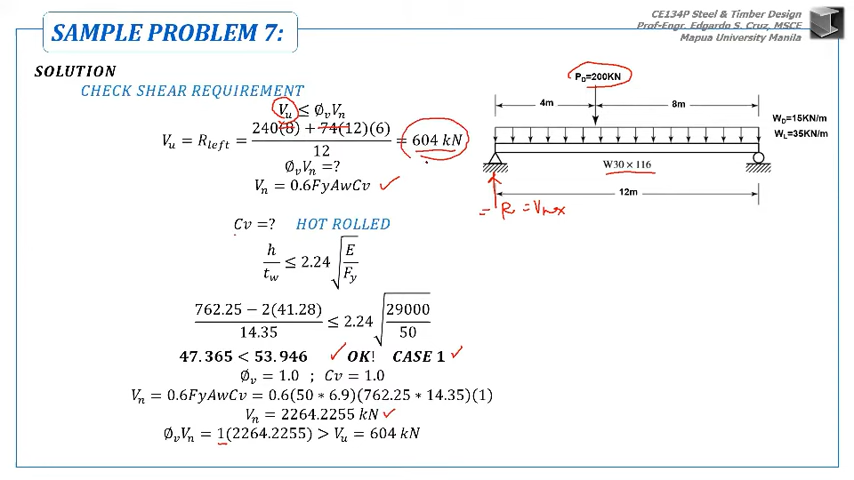 CE134P Steel & Timber Design
Prof-Engr. Edgardo S. Cruz, MSCE
Mapua University Manila
SAMPLE PROBLEM 7:
SOLUTION
CHECK SHEAR REQUIREMENT
Vu ≤ ∅vVn
Vu = Rleft = (240(8) + 74(12)(6))/12 = 604 kN
∅vVn =?
Vn = 0.6FyAwCv
Cv =? HOT ROLLED
h/tw ≤ 2.24√(E/Fy)
(762.25 − 2(41.28))/14.35 ≤ 2.24√(29000/50)
47.365 < 53.946 OK! CASE 1
∅v = 1.0 ; Cv = 1.0
Vn = 0.6FyAwCv = 0.6(50 * 6.9)(762.25 * 14.35)(1)
Vn = 2264.2255 kN
∅vVn = 1(2264.2255) > Vu = 604 kN
PD=200KN
4m 8m
WD=15KN/m
WL=35KN/m
W30 × 116
12m
= R = Vmax